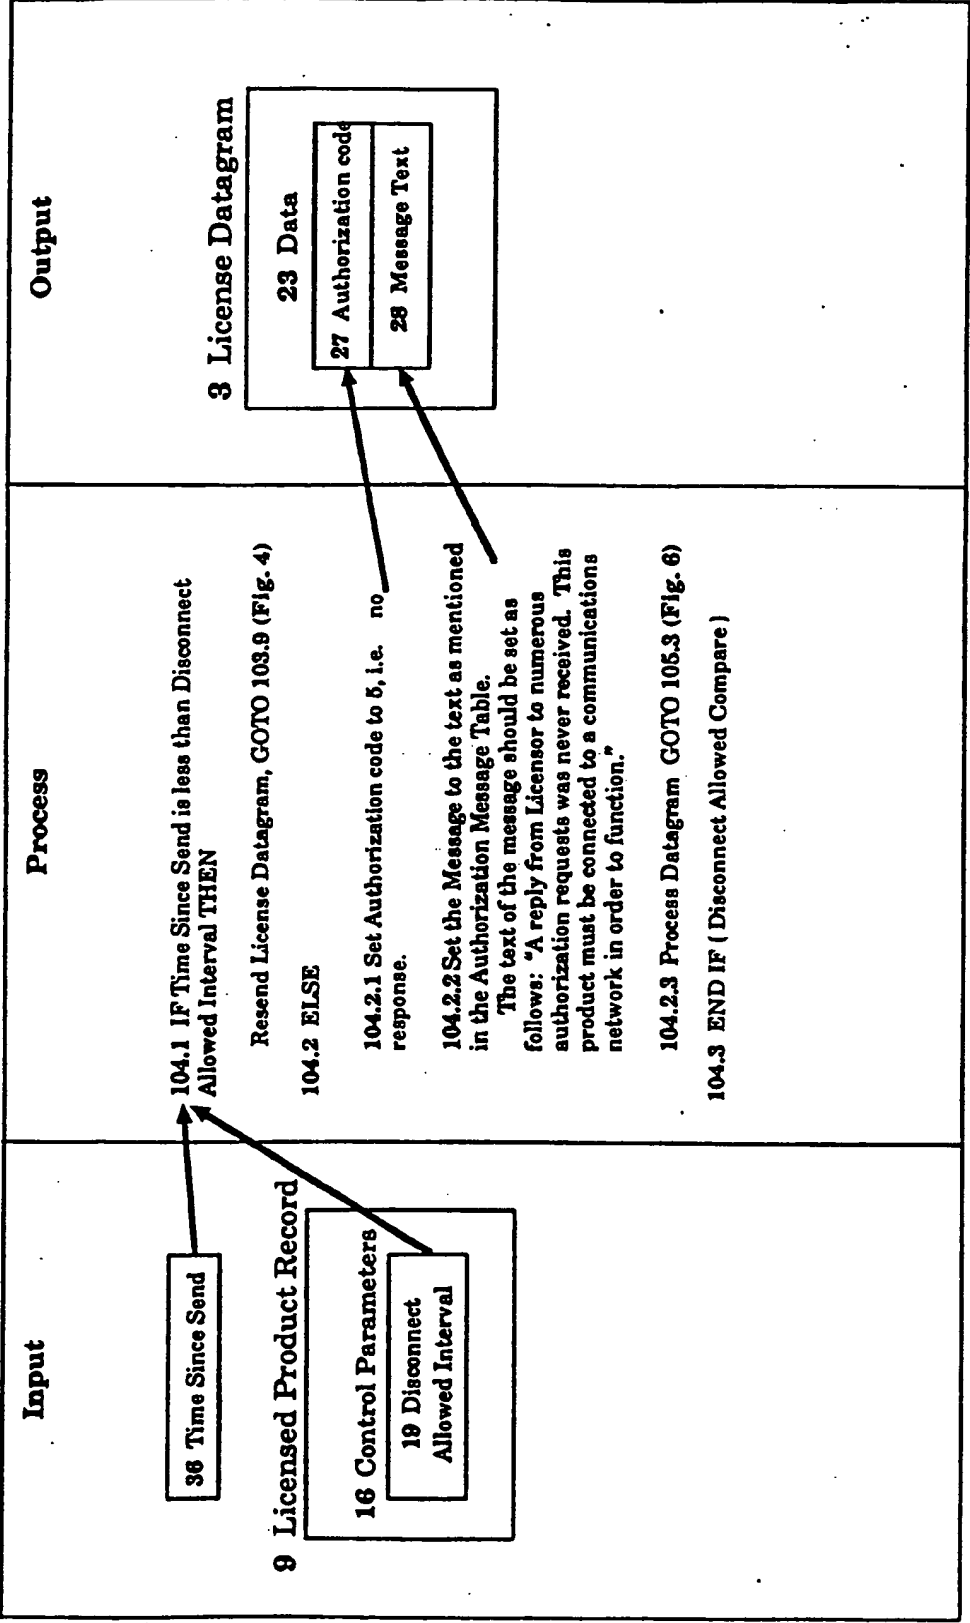 Input
36 Time Since Send
9 Licensed Product Record
16 Control Parameters
19 Disconnect
Allowed Interval
Process
104.1 IF Time Since Send is less than Disconnect
Allowed Interval THEN
Resend License Datagram, GOTO 103.9 (Fig. 4)
104.2 ELSE
104.2.1 Set Authorization code to 5, i.e. no
response.
104.2.2 Set the Message to the text as mentioned
in the Authorization Message Table.
The text of the message should be set as
follows: "A reply from Licensor to numerous
authorization requests was never received. This
product must be connected to a communications
network in order to function."
104.2.3 Process Datagram GOTO 105.3 (Fig. 6)
104.3 END IF ( Disconnect Allowed Compare )
Output
3 License Datagram
23 Data
27 Authorization code
28 Message Text